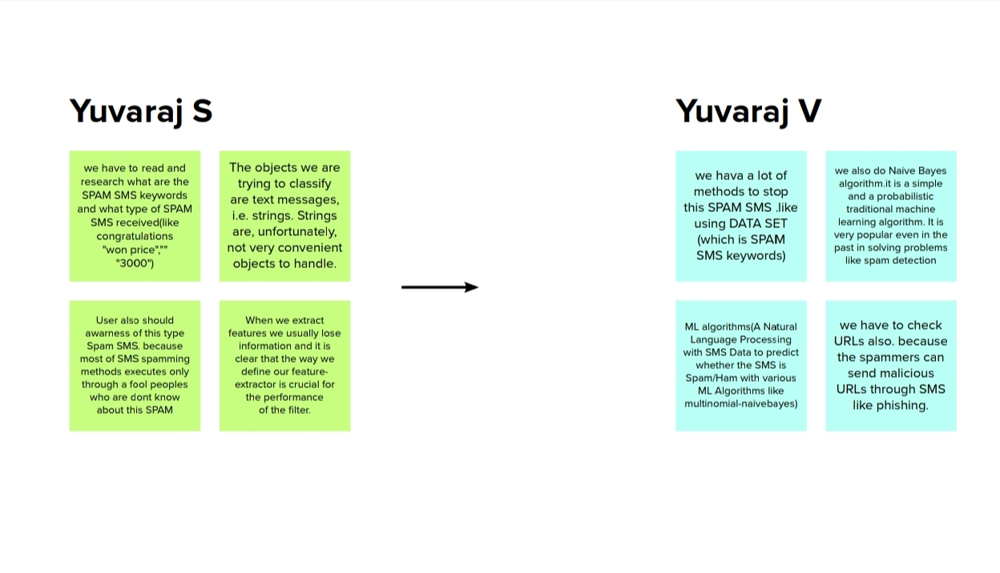 Yuvaraj S
we have to read and
research what are the
SPAM SMS keywords
and what type of SPAM
SMS received(like
congratulations
"won price",""
"3000")
The objects we are
trying to classify
are text messages,
i.e. strings. Strings
are, unfortunately,
not very convenient
objects to handle.
User also should
awarness of this type
Spam SMS. because
most of SMS spamming
methods executes only
through a fool peoples
who are dont know
about this SPAM
When we extract
features we usually lose
information and it is
clear that the way we
define our feature-
extractor is crucial for
the performance
of the filter.
Yuvaraj V
we hava a lot of
methods to stop
this SPAM SMS .like
using DATA SET
(which is SPAM
SMS keywords)
we also do Naive Bayes
algorithm.it is a simple
and a probabilistic
traditional machine
learning algorithm. It is
very popular even in the
past in solving problems
like spam detection
ML algorithms(A Natural
Language Processing
with SMS Data to predict
whether the SMS is
Spam/Ham with various
ML Algorithms like
multinomial-naivebayes)
we have to check
URLs also. because
the spammers can
send malicious
URLs through SMS
like phishing.